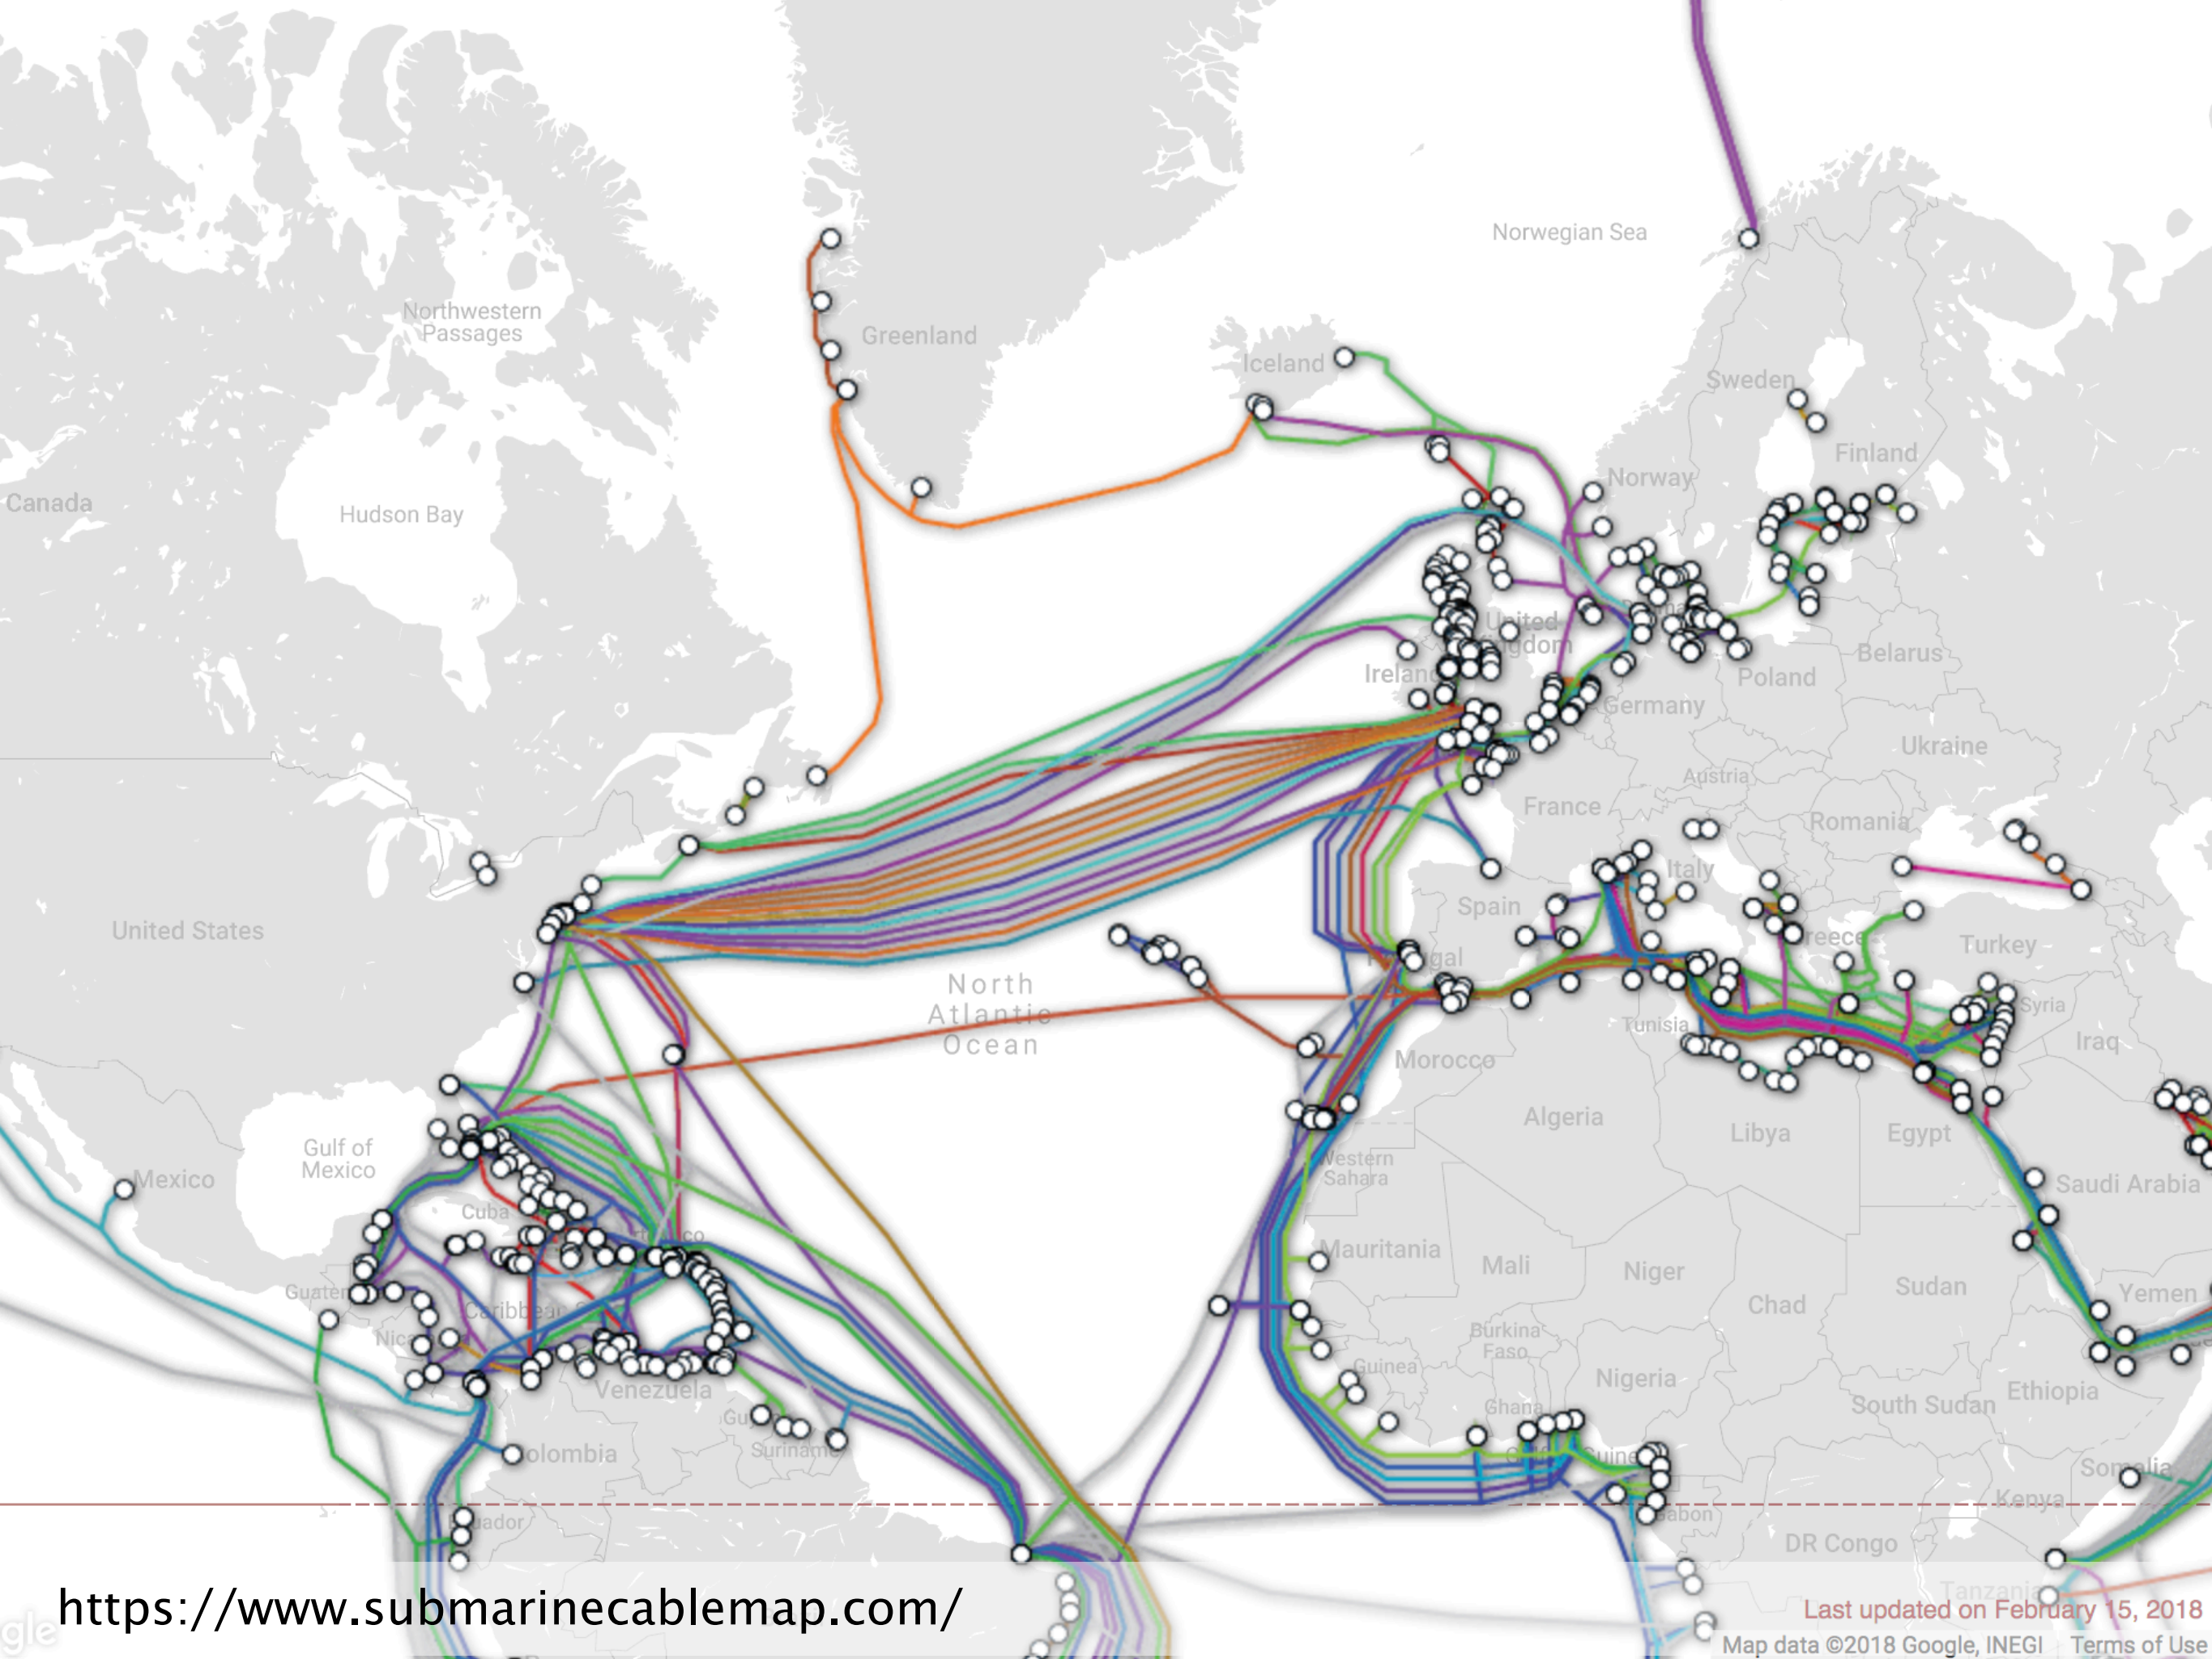 Norwegian Sea
Northwestern
Passages
Greenland
Iceland
Sweden
Finland
Norway
Canada
Hudson Bay
United
Ireland
Belarus
Poland
Germany
Ukraine
Austria
France
Romania
Italy
United States
Spain
Turkey
North
Atlantic
Ocean
Syria
Tunisia
Iraq
Morocco
Algeria
Libya
Egypt
Gulf of
Mexico
Mexico
Western
Sahara
Saudi Arabia
Cuba
Mauritania
Mali
Niger
Chad
Sudan
Yemen
Burkina
Faso
Guinea
Nigeria
Venezuela
Ghana
South Sudan
Ethiopia
Suriname
olombia
Somalia
Kenya
DR Congo
Tanzania
https://www.submarinecablemap.com/
Last updated on February 15, 2018
gle
Map data ©2018 Google, INEGI
Terms of Use